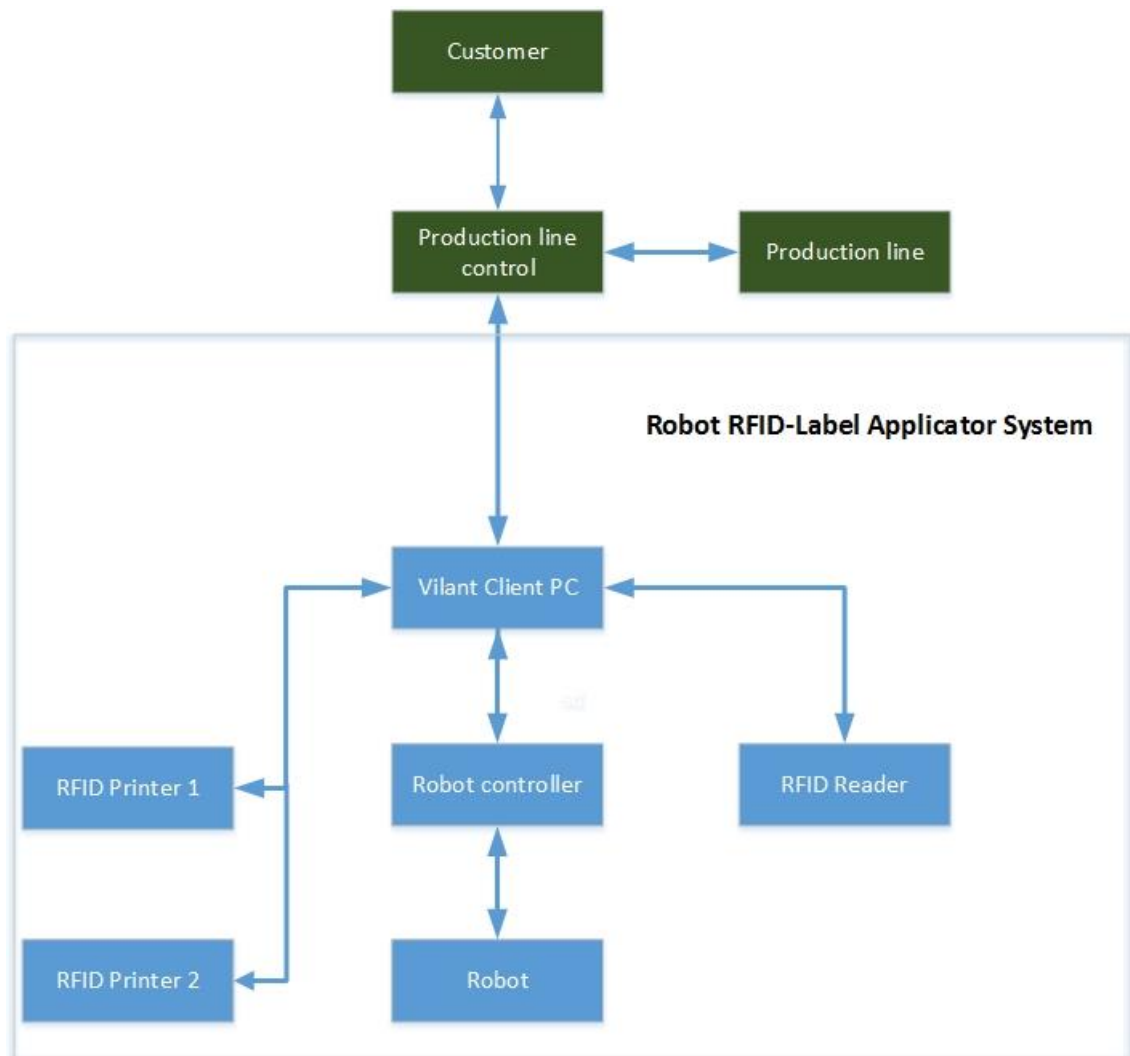 Customer
Production line
control
Production line
Robot RFID-Label Applicator System
Vilant Client PC
RFID Printer 1
Robot controller
RFID Reader
RFID Printer 2
Robot